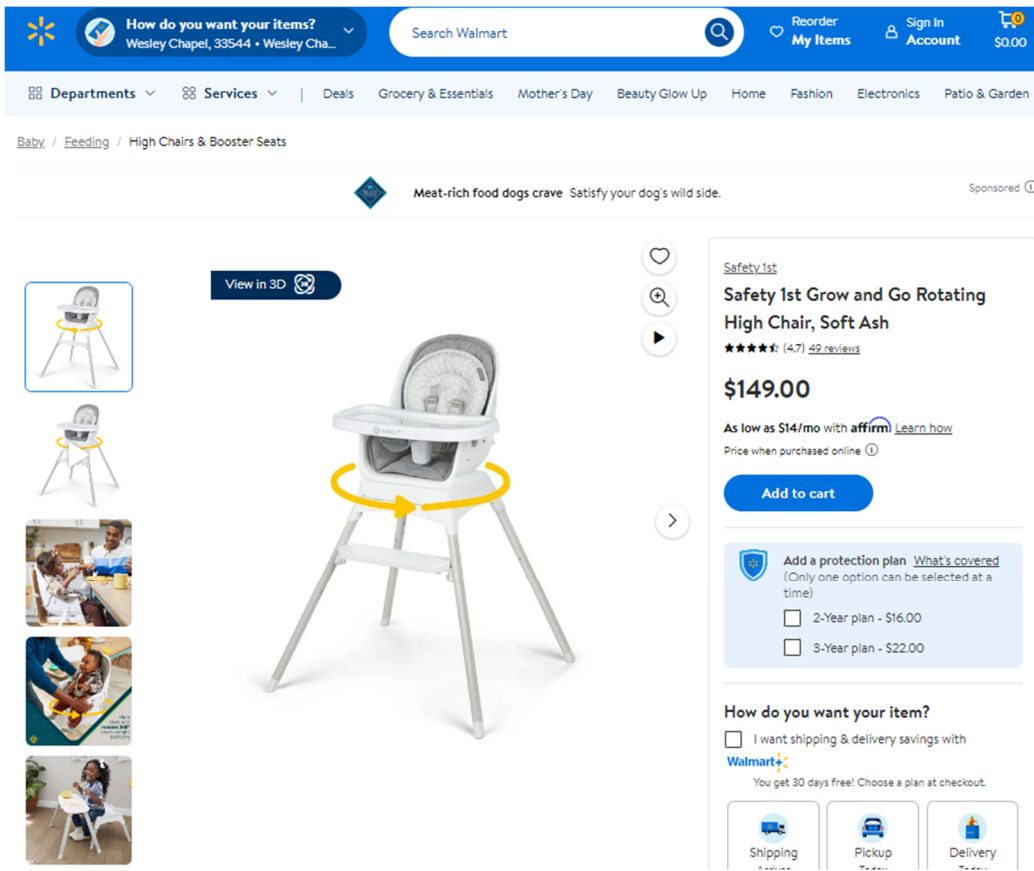 How do you want your items?
Wesley Chapel, 33544 • Wesley Cha...
Search Walmart
Reorder
My Items
Sign In
Account
0
$0.00
Departments
Services
Deals
Grocery & Essentials
Mother's Day
Beauty Glow Up
Home
Fashion
Electronics
Patio & Garden
Baby / Feeding / High Chairs & Booster Seats
Meat-rich food dogs crave Satisfy your dog's wild side.
Sponsored
View in 3D
Safety 1st
Safety 1st Grow and Go Rotating
High Chair, Soft Ash
(4.7) 49 reviews
$149.00
As low as $14/mo with affirm Learn how
Price when purchased online
Add to cart
Add a protection plan What's covered
(Only one option can be selected at a
time)
2-Year plan - $16.00
3-Year plan - $22.00
How do you want your item?
I want shipping & delivery savings with
Walmart+
You get 30 days free! Choose a plan at checkout.
Shipping
Pickup
Delivery